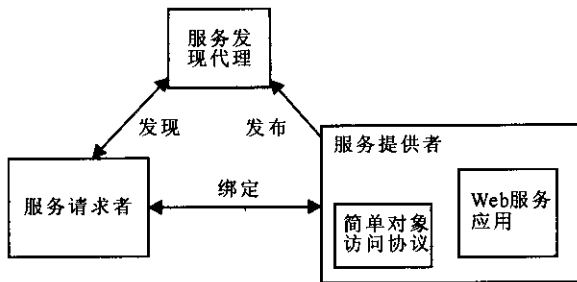 服务发
现代理
发现
发布
服务提供者
服务请求者
绑定
简单对象
访问协议
Web服务
应用